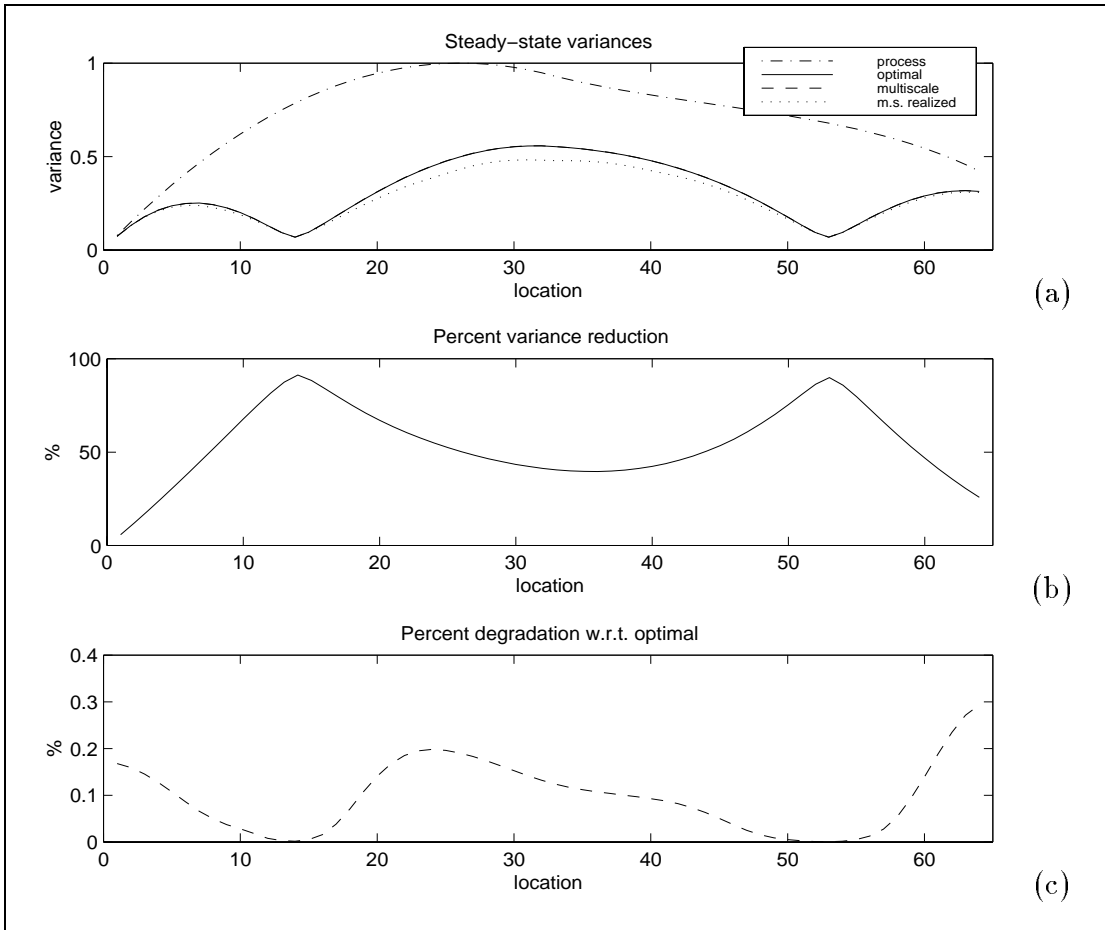 Steady−state variances
process
optimal
multiscale
m.s. realized
1
0.5
0
variance
0 10 20 30 40 50 60
location
(a)
Percent variance reduction
100
50
0
%
0 10 20 30 40 50 60
location
(b)
Percent degradation w.r.t. optimal
0.4
0.3
0.2
0.1
0
%
0 10 20 30 40 50 60
location
(c)